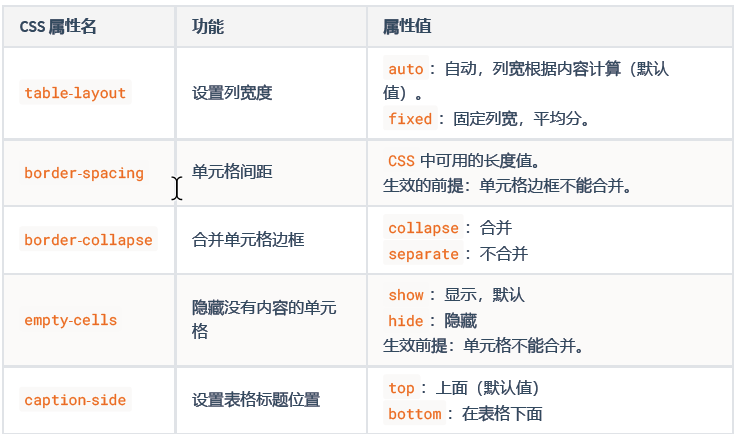 CSS 属性名 功能 属性值
table-layout 设置列宽度 auto：自动，列宽根据内容计算（默认
值）。
fixed：固定列宽，平均分。
border-spacing 单元格间距 CSS 中可用的长度值。
生效的前提：单元格边框不能合并。
border-collapse 合并单元格边框 collapse：合并
separate：不合并
empty-cells 隐藏没有内容的单元
格
show：显示，默认
hide：隐藏
生效前提：单元格不能合并。
caption-side 设置表格标题位置 top：上面（默认值）
bottom：在表格下面